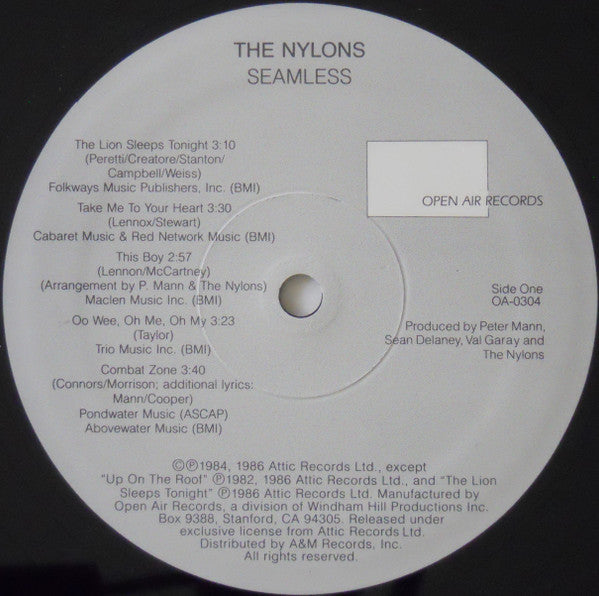 THE NYLONS
SEAMLESS
The Lion Sleeps Tonight 3:10
(Peretti/Creatore/Stanton/
Campbell/Weiss)
Folkways Music Publishers, Inc. (BMI)
Take Me To Your Heart 3:30
(Lennox/Stewart)
Cabaret Music & Red Network Music (BMI)
This Boy 2:57
(Lennon/McCartney)
(Arrangement by P. Mann & The Nylons)
Maclen Music Inc. (BMI)
Oo Wee, Oh Me, Oh My 3:23
(Taylor)
Trio Music Inc. (BMI)
Combat Zone 3:40
(Connors/Morrison; additional lyrics:
Mann/Cooper)
Pondwater Music (ASCAP)
Abovewater Music (BMI)
OPEN AIR RECORDS
Side One
OA-0304
Produced by Peter Mann,
Sean Delaney, Val Garay and
The Nylons
©℗1984, 1986 Attic Records Ltd., except
"Up On The Roof" ℗1982, 1986 Attic Records Ltd., and "The Lion
Sleeps Tonight" ℗1986 Attic Records Ltd. Manufactured by
Open Air Records, a division of Windham Hill Productions Inc.
Box 9388, Stanford, CA 94305. Released under
exclusive license from Attic Records Ltd.
Distributed by A&M Records, Inc.
All rights reserved.